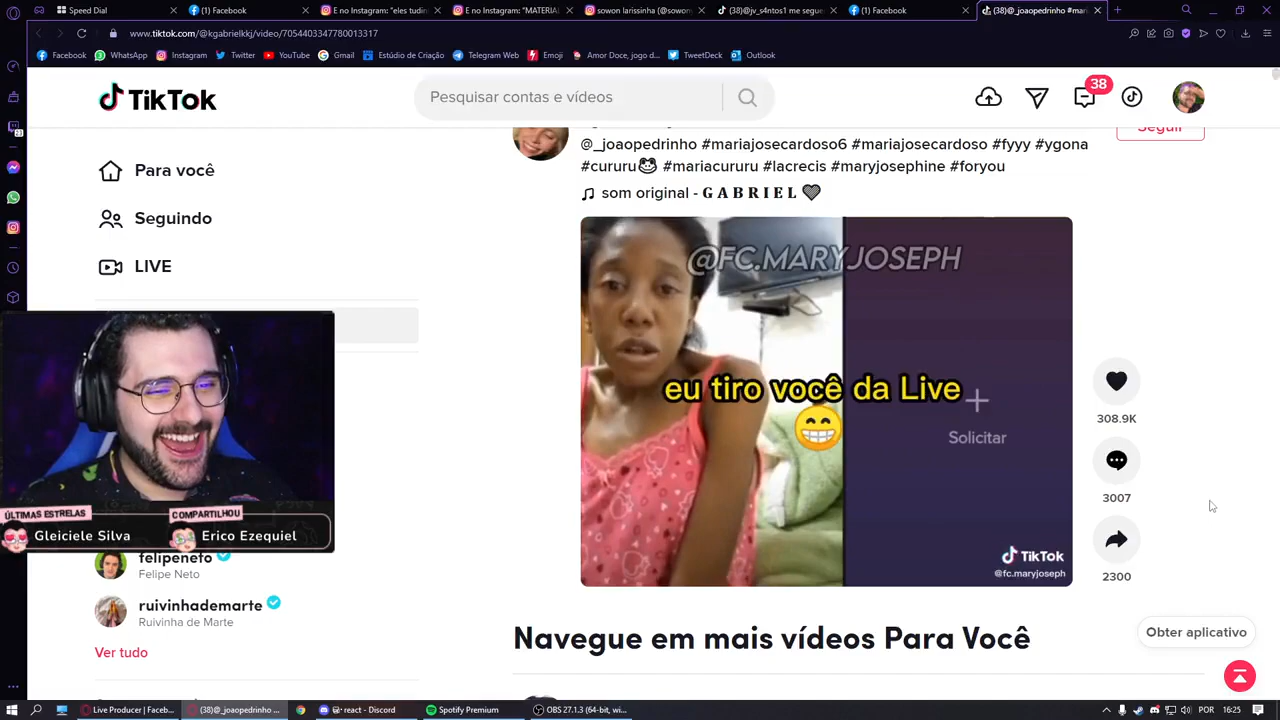 Speed Dial
(1) Facebook
E no Instagram: "eles tudin
E no Instagram: "MATERIAL
sowon larissinha (@sowon
(38)@jv_s4ntos1 me segue
(1) Facebook
(38)@_joaopedrinho #mari
www.tiktok.com/@kgabrielkkj/video/7054403347780013317
Facebook
WhatsApp
Instagram
Twitter
YouTube
Gmail
Estúdio de Criação
Telegram Web
Emoji
Amor Doce, jogo d...
TweetDeck
Outlook
TikTok
Pesquisar contas e vídeos
38
23
Para você
Seguindo
LIVE
Seguir
@_joaopedrinho #mariajosecardoso6 #mariajosecardoso #fyyy #ygona
#cururu🐸 #mariacururu #lacrecis #maryjosephine #foryou
som original - G A B R I E L
@FC.MARYJOSEPH
eu tiro você da Live
😁
+
Solicitar
TikTok
@fc.maryjoseph
308.9K
3007
2300
ÚLTIMAS ESTRELAS
Gleiciele Silva
COMPARTILHOU
Erico Ezequiel
felipeneto
Felipe Neto
ruivinhademarte
Ruivinha de Marte
Ver tudo
Navegue em mais vídeos Para Você
Obter aplicativo
Live Producer | Faceb...
(38)@_joaopedrinho ...
react - Discord
Spotify Premium
OBS 27.1.3 (64-bit, wi...
POR
16:25